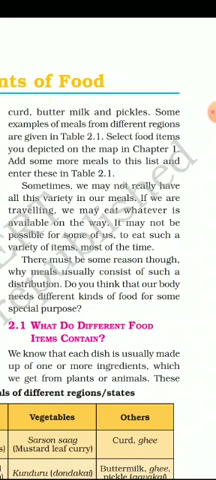 nts of Food
curd, butter milk and pickles. Some
examples of meals from different regions
are given in Table 2.1. Select food items
you depicted on the map in Chapter 1.
Add some more meals to this list and
enter these in Table 2.1.
Sometimes, we may not really have
all this variety in our meals. If we are
travelling, we may eat whatever is
available on the way. It may not be
possible for some of us, to eat such a
variety of items, most of the time.
There must be some reason though,
why meals usually consist of such a
distribution. Do you think that our body
needs different kinds of food for some
special purpose?
2.1 WHAT DO DIFFERENT FOOD
ITEMS CONTAIN?
We know that each dish is usually made
up of one or more ingredients, which
we get from plants or animals. These
als of different regions/states
Vegetables Others
s) Sarson saag Curd, ghee
(Mustard leaf curry)
Kunduru (dondakai) Buttermilk, ghee,
pickle